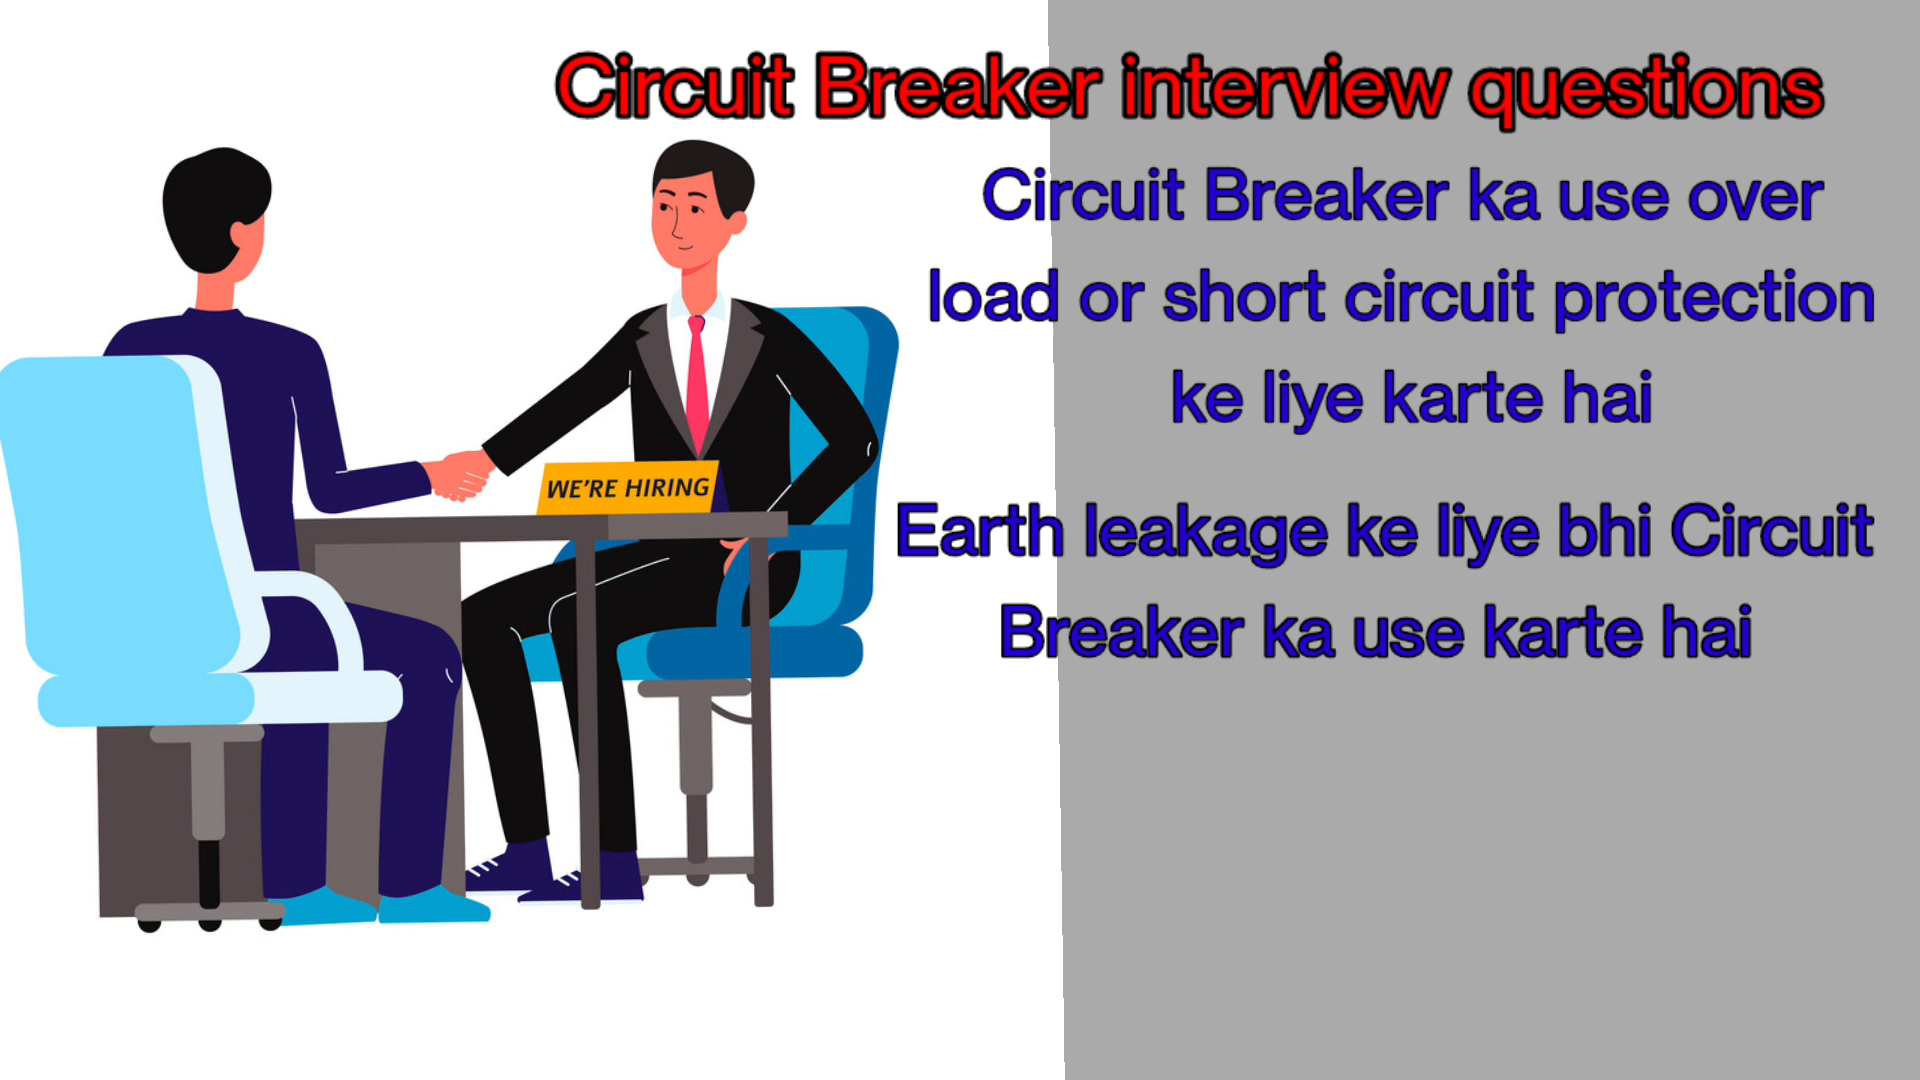 Circuit Breaker interview questions
Circuit Breaker ka use over
load or short circuit protection
ke liye karte hai
WE'RE HIRING
Earth leakage ke liye bhi Circuit
Breaker ka use karte hai